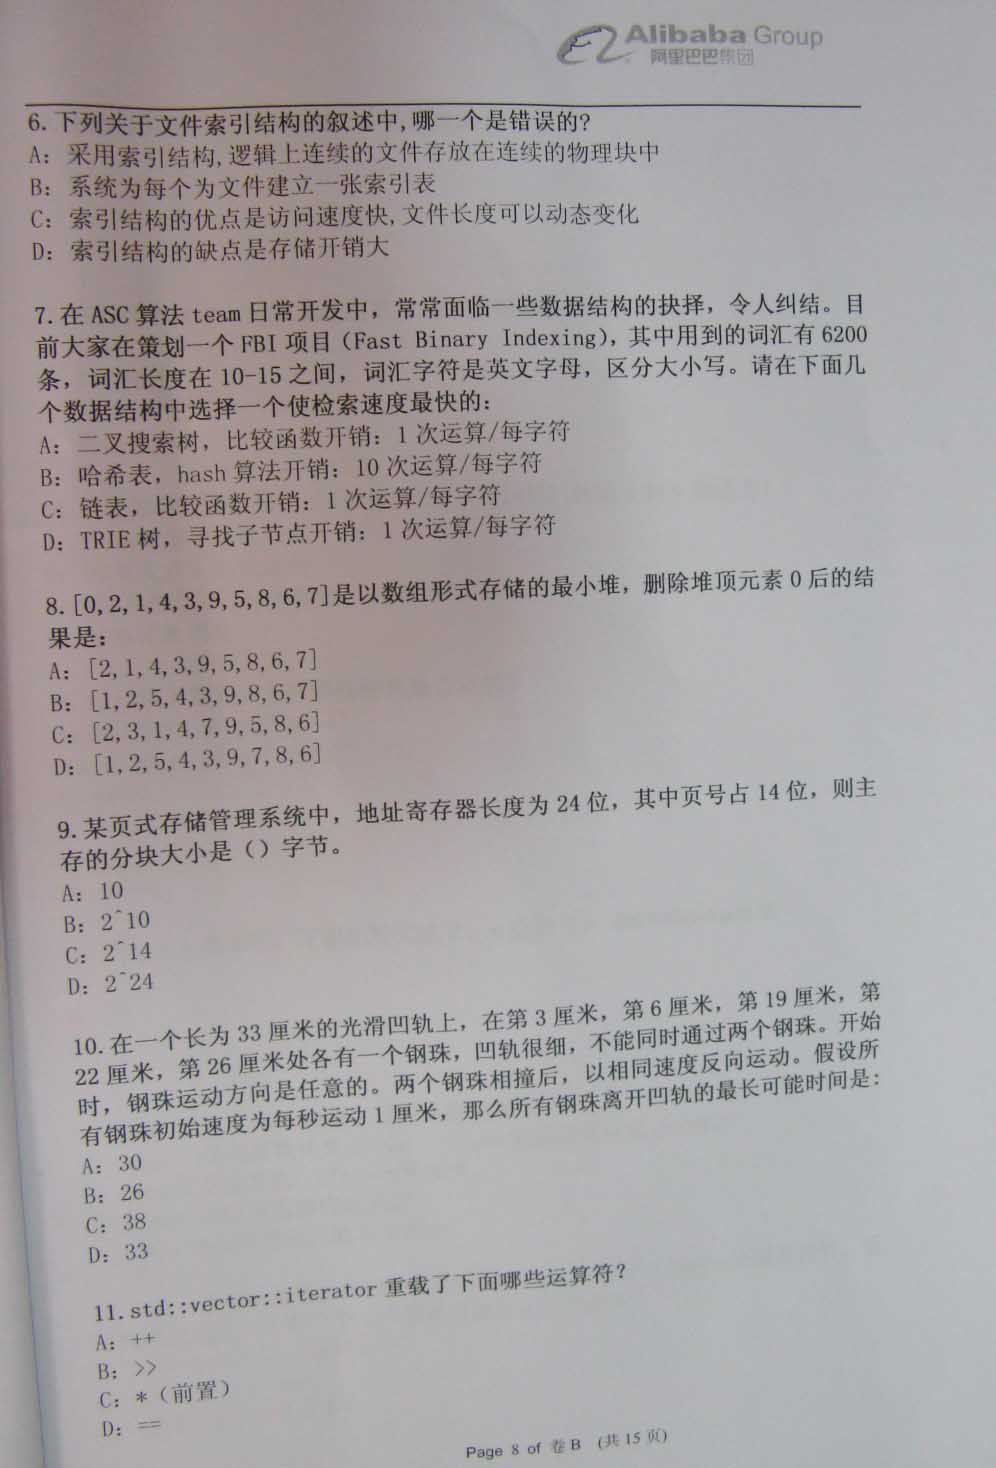 Alibaba Group
阿里巴巴集团
6. 下列关于文件索引结构的叙述中, 哪一个是错误的?
A: 采用索引结构, 逻辑上连续的文件存放在连续的物理块中
B: 系统为每个为文件建立一张索引表
C: 索引结构的优点是访问速度快, 文件长度可以动态变化
D: 索引结构的缺点是存储开销大
7. 在 ASC 算法 team 日常开发中，常常面临一些数据结构的抉择，令人纠结。目
前大家在策划一个 FBI 项目（Fast Binary Indexing），其中用到的词汇有 6200
条，词汇长度在 10-15 之间，词汇字符是英文字母，区分大小写。请在下面几
个数据结构中选择一个使检索速度最快的：
A: 二叉搜索树，比较函数开销：1 次运算/每字符
B: 哈希表，hash 算法开销：10 次运算/每字符
C: 链表，比较函数开销：1 次运算/每字符
D: TRIE 树，寻找子节点开销：1 次运算/每字符
8. [0, 2, 1, 4, 3, 9, 5, 8, 6, 7]是以数组形式存储的最小堆，删除堆顶元素 0 后的结
果是：
A: [2, 1, 4, 3, 9, 5, 8, 6, 7]
B: [1, 2, 5, 4, 3, 9, 8, 6, 7]
C: [2, 3, 1, 4, 7, 9, 5, 8, 6]
D: [1, 2, 5, 4, 3, 9, 7, 8, 6]
9. 某页式存储管理系统中，地址寄存器长度为 24 位，其中页号占 14 位，则主
存的分块大小是（）字节。
A: 10
B: 2^10
C: 2^14
D: 2^24
10. 在一个长为 33 厘米的光滑凹轨上，在第 3 厘米，第 6 厘米，第 19 厘米，第
22 厘米，第 26 厘米处各有一个钢珠，凹轨很细，不能同时通过两个钢珠。开始
时，钢珠运动方向是任意的。两个钢珠相撞后，以相同速度反向运动。假设所
有钢珠初始速度为每秒运动 1 厘米，那么所有钢珠离开凹轨的最长可能时间是：
A: 30
B: 26
C: 38
D: 33
11. std::vector::iterator 重载了下面哪些运算符？
A: ++
B: >>
C: *（前置）
D: ==
Page 8 of 卷 B （共 15 页）